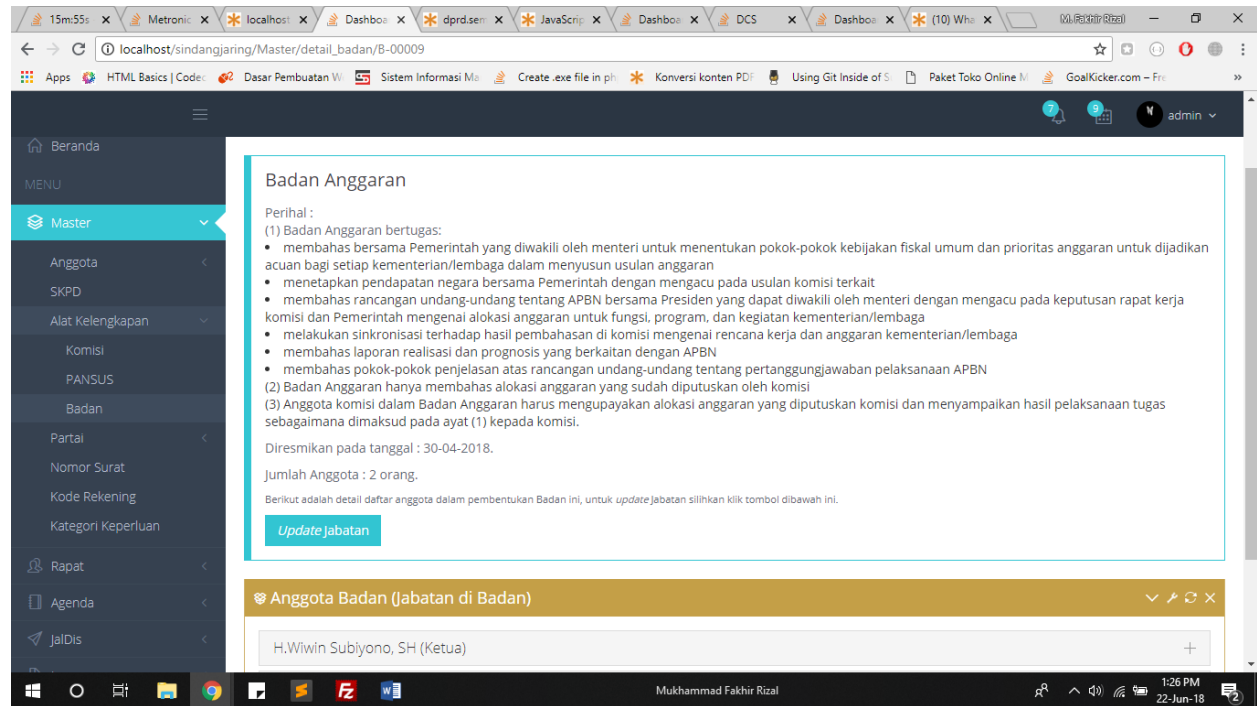 15m:55s
Metronic
localhost
Dashboa
dprd.sem
JavaScrip
Dashboa
DCS
Dashboa
(10) Wha
M. Fakhir Rizal
localhost/sindangjaring/Master/detail_badan/B-00009
Apps
HTML Basics | Codec
Dasar Pembuatan W
Sistem Informasi Ma
Create .exe file in ph
Konversi konten PDF
Using Git Inside of S
Paket Toko Online M
GoalKicker.com – Fre
»
7
9
admin
Beranda
MENU
Master
Anggota
SKPD
Alat Kelengkapan
Komisi
PANSUS
Badan
Partai
Nomor Surat
Kode Rekening
Kategori Keperluan
Rapat
Agenda
JalDis
Badan Anggaran
Perihal :
(1) Badan Anggaran bertugas:
• membahas bersama Pemerintah yang diwakili oleh menteri untuk menentukan pokok-pokok kebijakan fiskal umum dan prioritas anggaran untuk dijadikan
acuan bagi setiap kementerian/lembaga dalam menyusun usulan anggaran
• menetapkan pendapatan negara bersama Pemerintah dengan mengacu pada usulan komisi terkait
• membahas rancangan undang-undang tentang APBN bersama Presiden yang dapat diwakili oleh menteri dengan mengacu pada keputusan rapat kerja
komisi dan Pemerintah mengenai alokasi anggaran untuk fungsi, program, dan kegiatan kementerian/lembaga
• melakukan sinkronisasi terhadap hasil pembahasan di komisi mengenai rencana kerja dan anggaran kementerian/lembaga
• membahas laporan realisasi dan prognosis yang berkaitan dengan APBN
• membahas pokok-pokok penjelasan atas rancangan undang-undang tentang pertanggungjawaban pelaksanaan APBN
(2) Badan Anggaran hanya membahas alokasi anggaran yang sudah diputuskan oleh komisi
(3) Anggota komisi dalam Badan Anggaran harus mengupayakan alokasi anggaran yang diputuskan komisi dan menyampaikan hasil pelaksanaan tugas
sebagaimana dimaksud pada ayat (1) kepada komisi.
Diresmikan pada tanggal : 30-04-2018.
Jumlah Anggota : 2 orang.
Berikut adalah detail daftar anggota dalam pembentukan Badan ini, untuk update Jabatan silihkan klik tombol dibawah ini.
Update Jabatan
Anggota Badan (Jabatan di Badan)
H.Wiwin Subiyono, SH (Ketua)
Mukhammad Fakhir Rizal
1:26 PM
22-Jun-18
2